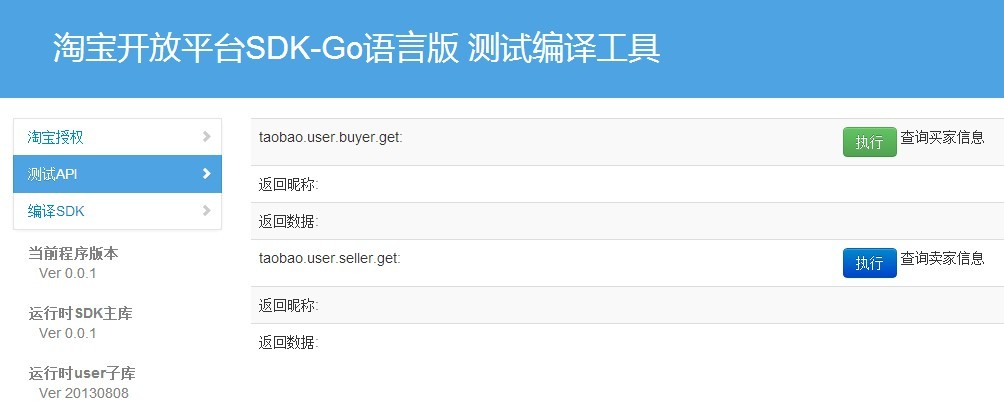 淘宝开放平台SDK-Go语言版 测试编译工具
淘宝授权
测试API
编译SDK
当前程序版本
Ver 0.0.1
运行时SDK主库
Ver 0.0.1
运行时user子库
Ver 20130808
taobao.user.buyer.get:
执行 查询买家信息
返回昵称:
返回数据:
taobao.user.seller.get:
执行 查询卖家信息
返回昵称:
返回数据: